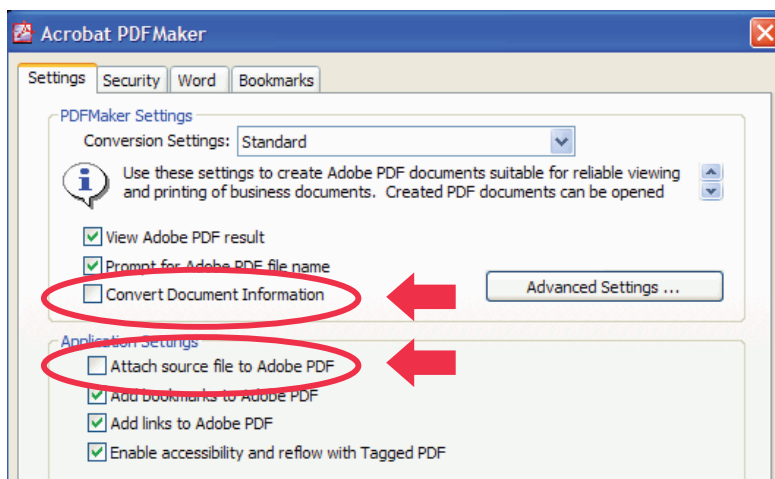 Acrobat PDFMaker
Settings Security Word Bookmarks
PDFMaker Settings
Conversion Settings: Standard
Use these settings to create Adobe PDF documents suitable for reliable viewing
and printing of business documents. Created PDF documents can be opened
View Adobe PDF result
Prompt for Adobe PDF file name
Convert Document Information
Advanced Settings ...
Application Settings
Attach source file to Adobe PDF
Add bookmarks to Adobe PDF
Add links to Adobe PDF
Enable accessibility and reflow with Tagged PDF